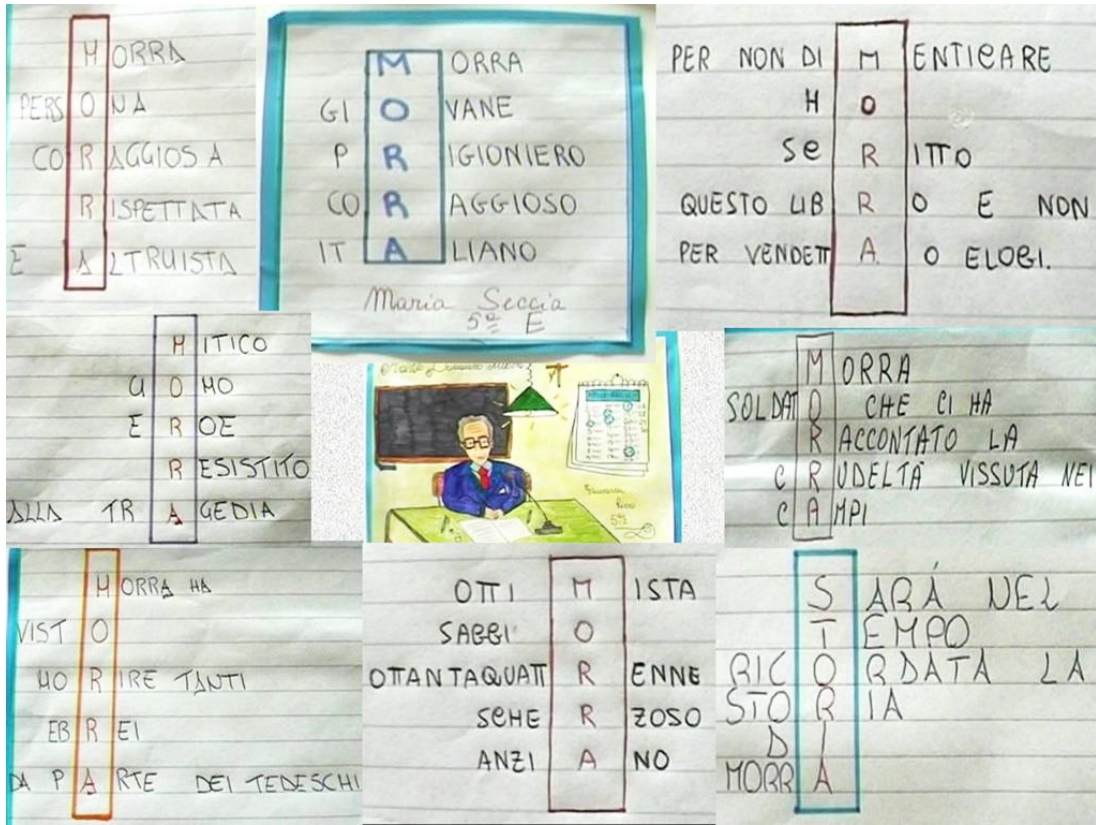 MORRA
PERSONA
CORAGGIOSA
RISPETTATA
E ALTRUISTA
MORRA
GIOVANE
PRIGIONIERO
CORAGGIOSO
ITALIANO
Maria Seccia
5ª E
PER NON DIMENTICARE
HO
SCRITTO
QUESTO LIBRO E NON
PER VENDETTA O ELOGI.
MITICO
UOMO
EROE
RESISTITO
ALLA TRAGEDIA
5ª E
MORRA
SOLDATO CHE CI HA
RACCONTATO LA
CRUDELTÀ VISSUTA NEI
CAMPI
MORRA HA
VISTO
MORIRE TANTI
EBREI
DA PARTE DEI TEDESCHI
OTTIMISTA
SAGGIO
OTTANTAQUATTRENNE
SCHERZOSO
ANZIANO
SARÁ NEL
TEMPO
RICORDATA LA
STORIA
DI
MORRA